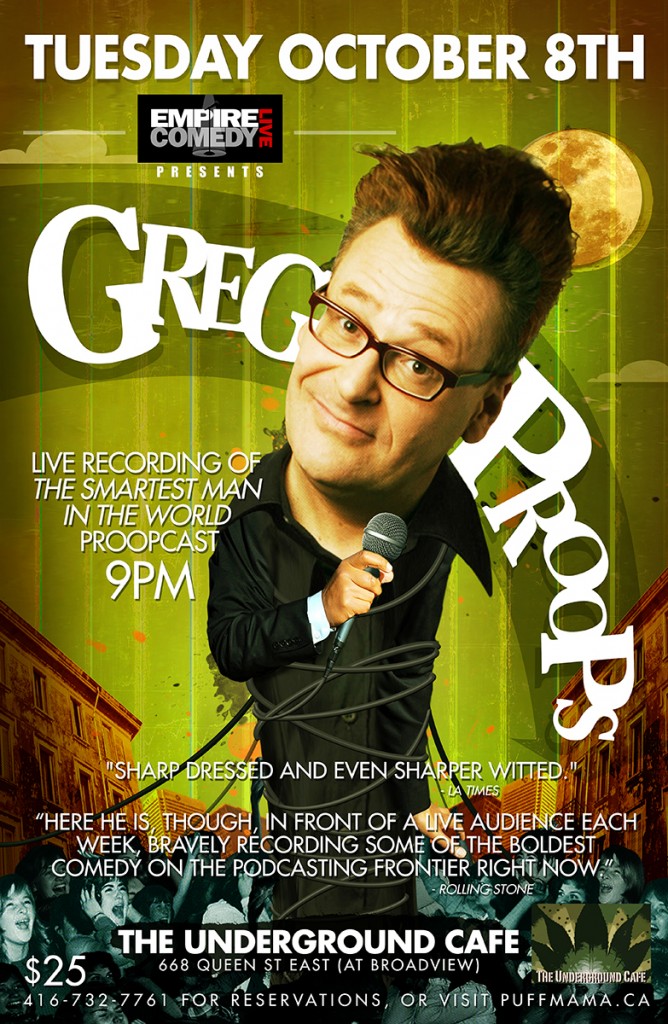 TUESDAY OCTOBER 8TH
EMPIRE
COMEDY
LIVE
PRESENTS
GREG
PROOPS
LIVE RECORDING OF
THE SMARTEST MAN
IN THE WORLD
PROOPCAST
9PM
"SHARP DRESSED AND EVEN SHARPER WITTED."
- LA TIMES
"HERE HE IS, THOUGH, IN FRONT OF A LIVE AUDIENCE EACH
WEEK, BRAVELY RECORDING SOME OF THE BOLDEST
COMEDY ON THE PODCASTING FRONTIER RIGHT NOW."
- ROLLING STONE
THE UNDERGROUND CAFE
668 QUEEN ST EAST (AT BROADVIEW)
THE UNDERGROUND CAFE
$25
416-732-7761 FOR RESERVATIONS, OR VISIT PUFFMAMA.CA